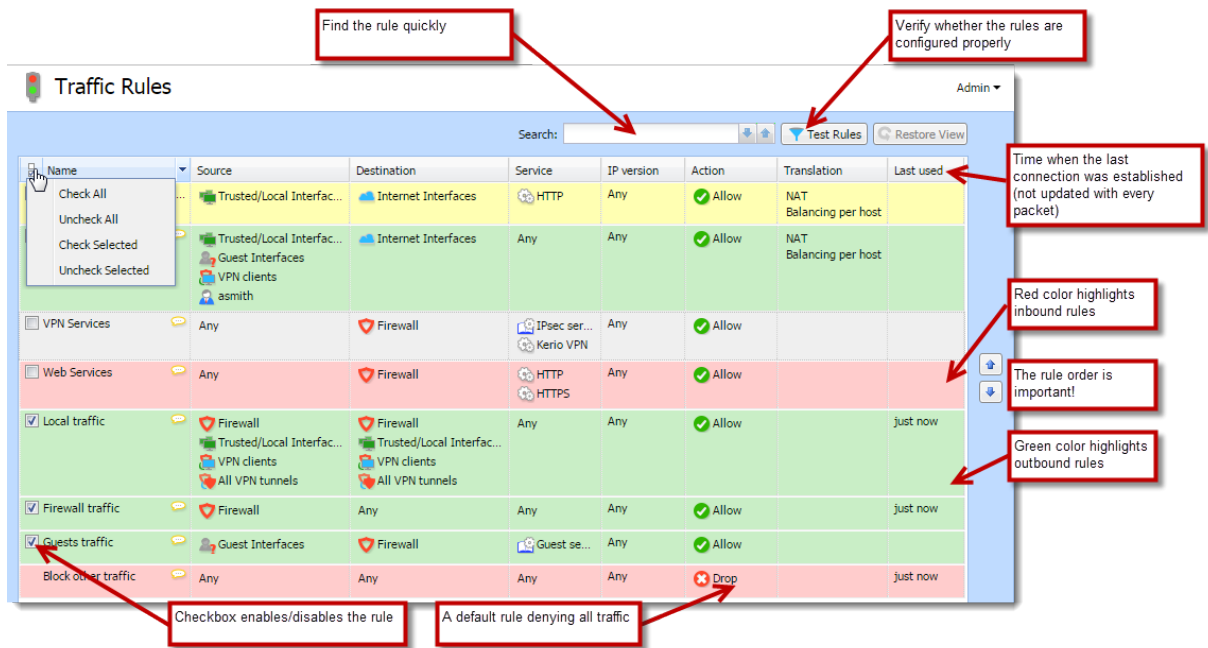 Find the rule quickly
Verify whether the rules are
configured properly
Traffic Rules
Admin
Search:
Test Rules
Restore View
Name
Source
Destination
Service
IP version
Action
Translation
Last used
Time when the last
connection was established
(not updated with every
packet)
Check All
Uncheck All
Check Selected
Uncheck Selected
...
Trusted/Local Interfac...
Internet Interfaces
HTTP
Any
Allow
NAT
Balancing per host
Trusted/Local Interfac...
Guest Interfaces
VPN clients
asmith
Internet Interfaces
Any
Any
Allow
NAT
Balancing per host
Red color highlights
inbound rules
VPN Services
Any
Firewall
IPsec ser...
Kerio VPN
Any
Allow
Web Services
Any
Firewall
HTTP
HTTPS
Any
Allow
The rule order is
important!
Local traffic
Firewall
Trusted/Local Interfac...
VPN clients
All VPN tunnels
Firewall
Trusted/Local Interfac...
VPN clients
All VPN tunnels
Any
Any
Allow
just now
Green color highlights
outbound rules
Firewall traffic
Firewall
Any
Any
Any
Allow
just now
Guests traffic
Guest Interfaces
Firewall
Guest se...
Any
Allow
Block other traffic
Any
Any
Any
Any
Drop
just now
Checkbox enables/disables the rule
A default rule denying all traffic